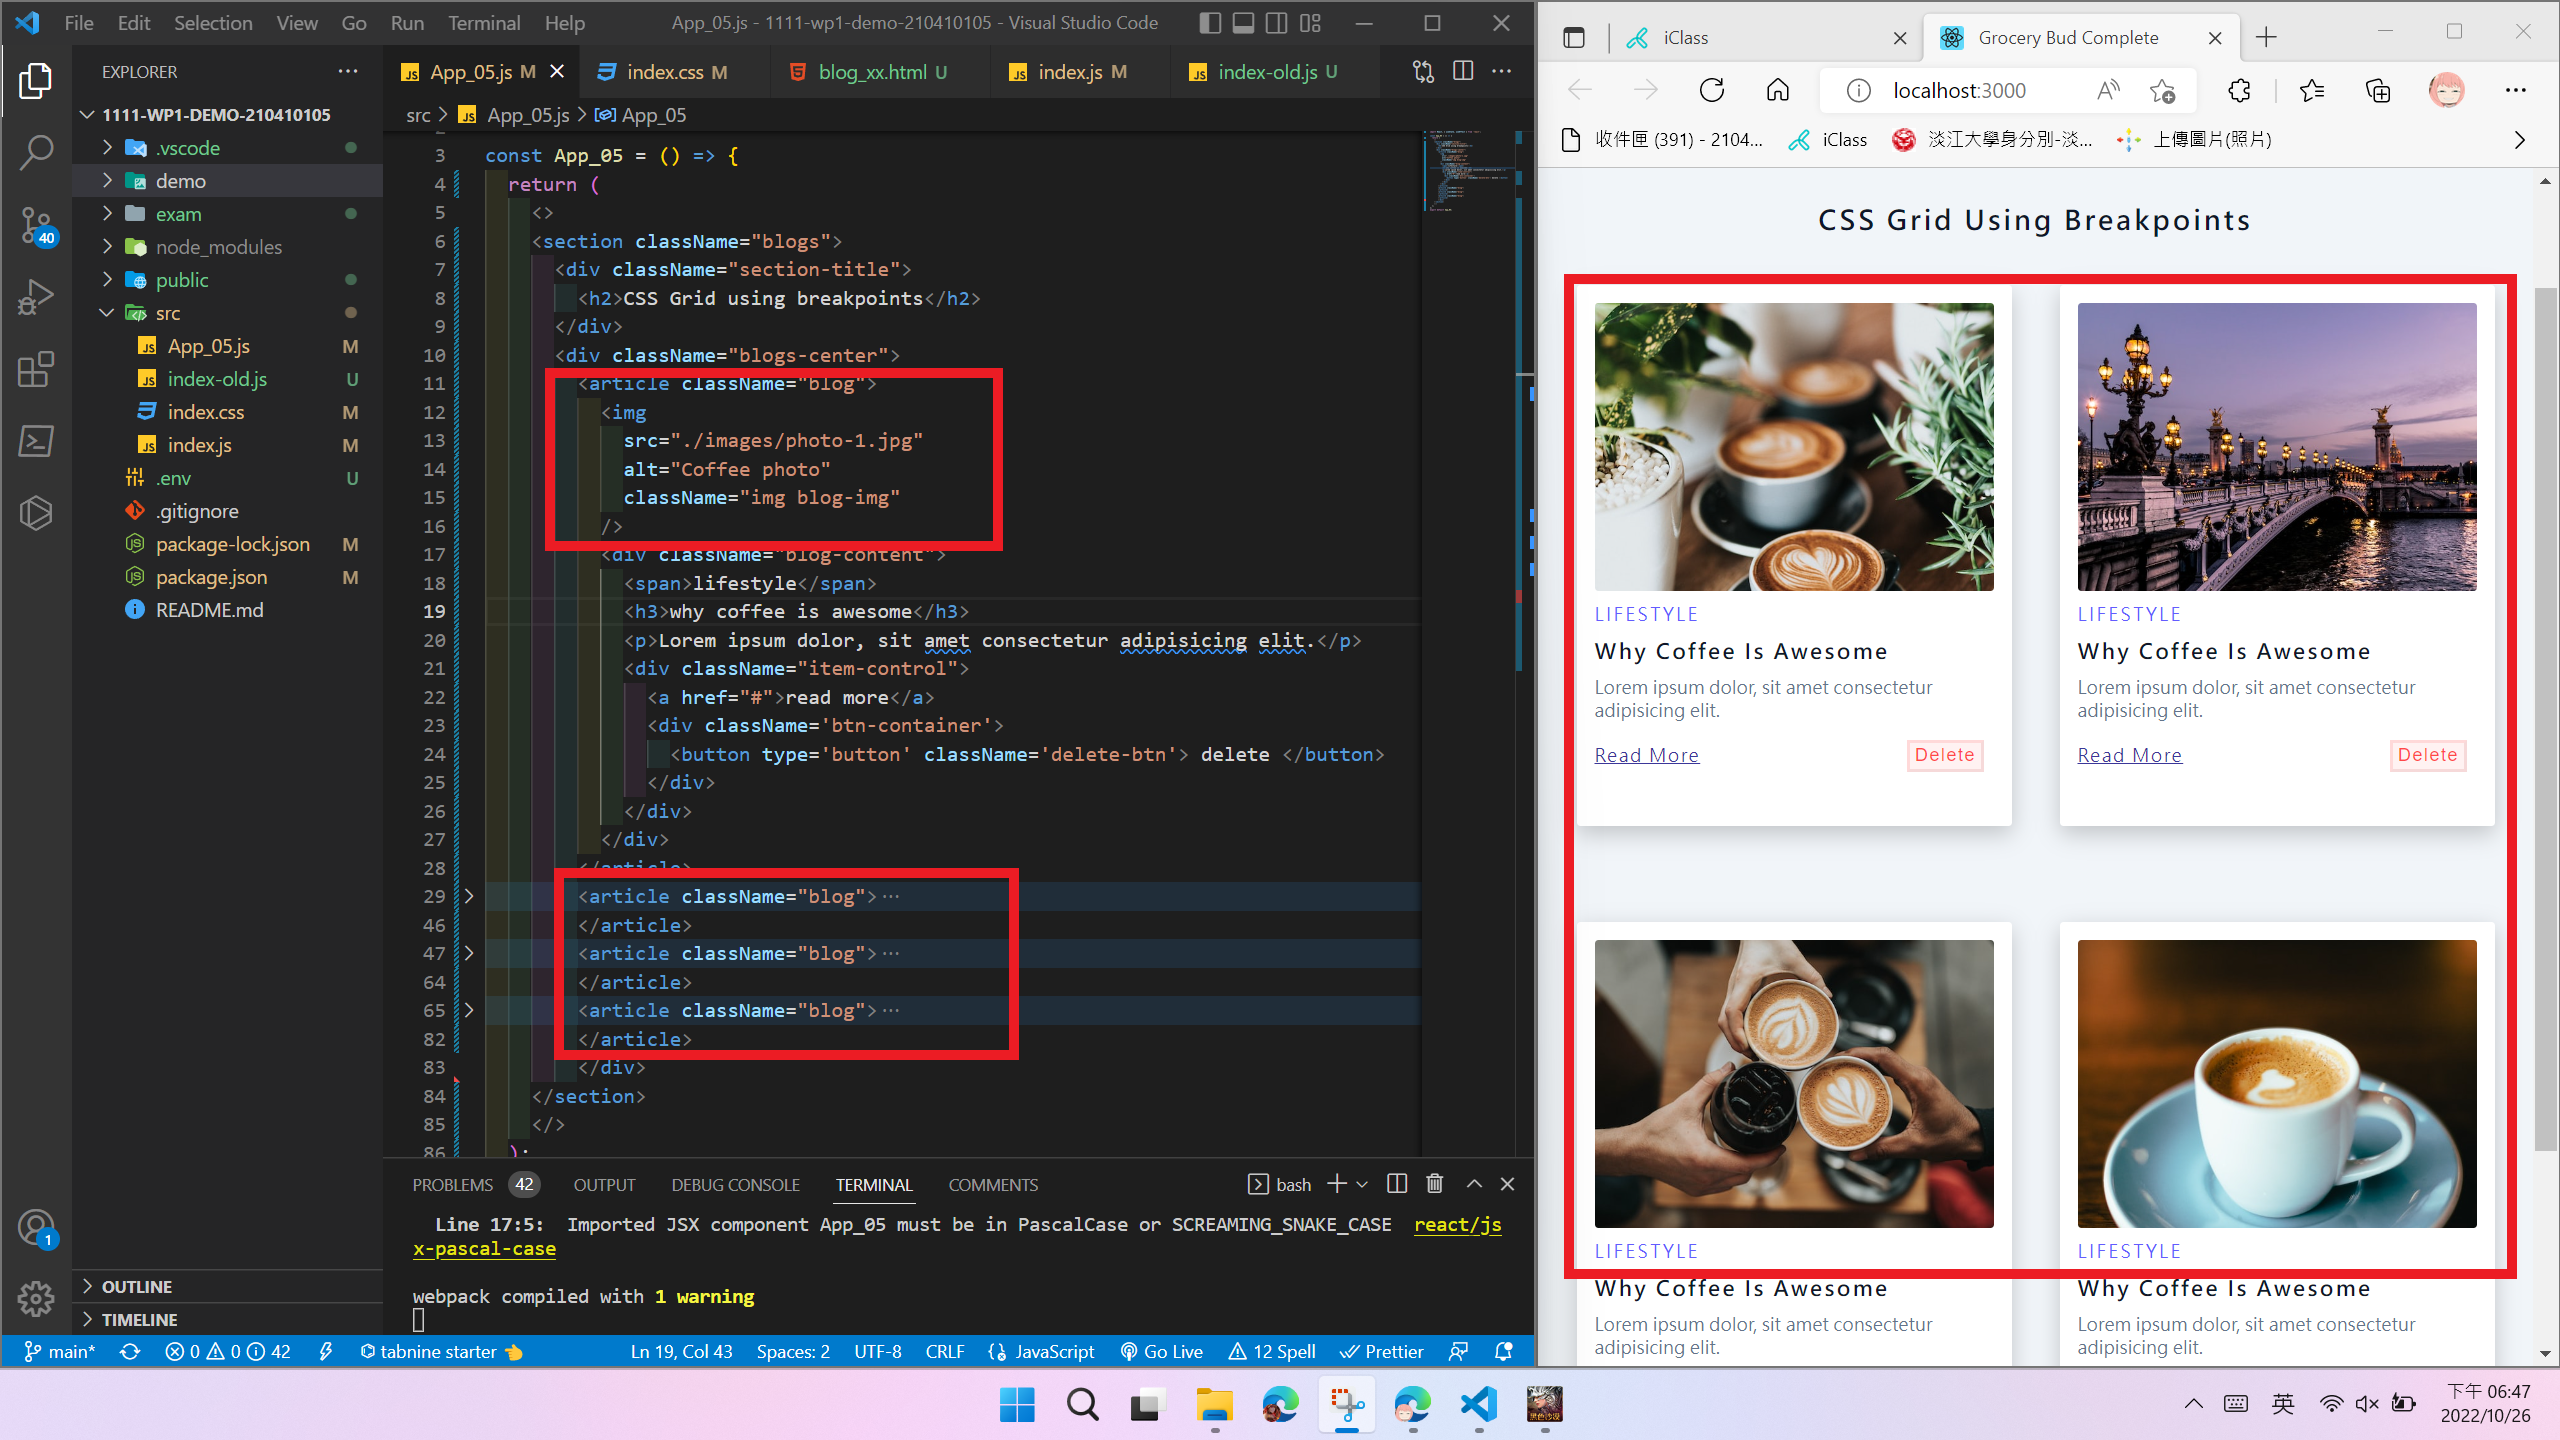 File Edit Selection View Go Run Terminal Help
App_05.js - 1111-wp1-demo-210410105 - Visual Studio Code
EXPLORER
1111-WP1-DEMO-210410105
.vscode
demo
exam
node_modules
public
src
App_05.js M
index-old.js U
index.css M
index.js M
.env U
.gitignore
package-lock.json M
package.json M
README.md
OUTLINE
TIMELINE
40
1
App_05.js M
index.css M
blog_xx.html U
index.js M
index-old.js U
src > App_05.js > App_05
3 const App_05 = () => {
4 return (
5 <>
6 <section className="blogs">
7 <div className="section-title">
8 <h2>CSS Grid using breakpoints</h2>
9 </div>
10 <div className="blogs-center">
11 <article className="blog">
12 <img
13 src="./images/photo-1.jpg"
14 alt="Coffee photo"
15 className="img blog-img"
16 />
17 <div className="blog-content">
18 <span>lifestyle</span>
19 <h3>why coffee is awesome</h3>
20 <p>Lorem ipsum dolor, sit amet consectetur adipisicing elit.</p>
21 <div className="item-control">
22 <a href="#">read more</a>
23 <div className='btn-container'>
24 <button type='button' className='delete-btn'> delete </button>
25 </div>
26 </div>
27 </div>
28 </article>
29 <article className="blog">···
46 </article>
47 <article className="blog">···
64 </article>
65 <article className="blog">···
82 </article>
83 </div>
84 </section>
85 </>
86 );
PROBLEMS 42 OUTPUT DEBUG CONSOLE TERMINAL COMMENTS
bash
Line 17:5: Imported JSX component App_05 must be in PascalCase or SCREAMING_SNAKE_CASE react/js
x-pascal-case
webpack compiled with 1 warning
main* 0 0 42 tabnine starter Ln 19, Col 43 Spaces: 2 UTF-8 CRLF JavaScript Go Live 12 Spell Prettier
iClass
Grocery Bud Complete
localhost:3000
收件匣 (391) - 2104... iClass 淡江大學身分別-淡... 上傳圖片(照片)
CSS Grid Using Breakpoints
LIFESTYLE
Why Coffee Is Awesome
Lorem ipsum dolor, sit amet consectetur
adipisicing elit.
Read More Delete
LIFESTYLE
Why Coffee Is Awesome
Lorem ipsum dolor, sit amet consectetur
adipisicing elit.
Read More Delete
LIFESTYLE
Why Coffee Is Awesome
Lorem ipsum dolor, sit amet consectetur
adipisicing elit.
LIFESTYLE
Why Coffee Is Awesome
Lorem ipsum dolor, sit amet consectetur
adipisicing elit.
黑色沙漠
英
下午 06:47
2022/10/26